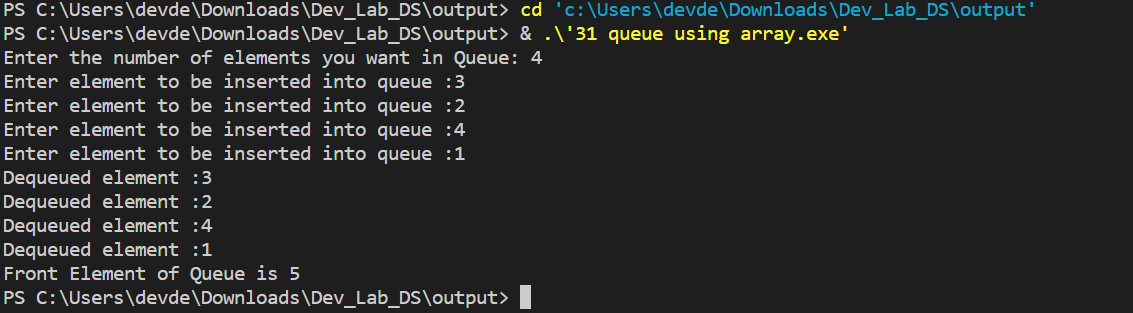 PS C:\Users\devde\Downloads\Dev_Lab_DS\output> cd 'c:\Users\devde\Downloads\Dev_Lab_DS\output'
PS C:\Users\devde\Downloads\Dev_Lab_DS\output> & .\'31 queue using array.exe'
Enter the number of elements you want in Queue: 4
Enter element to be inserted into queue :3
Enter element to be inserted into queue :2
Enter element to be inserted into queue :4
Enter element to be inserted into queue :1
Dequeued element :3
Dequeued element :2
Dequeued element :4
Dequeued element :1
Front Element of Queue is 5
PS C:\Users\devde\Downloads\Dev_Lab_DS\output>